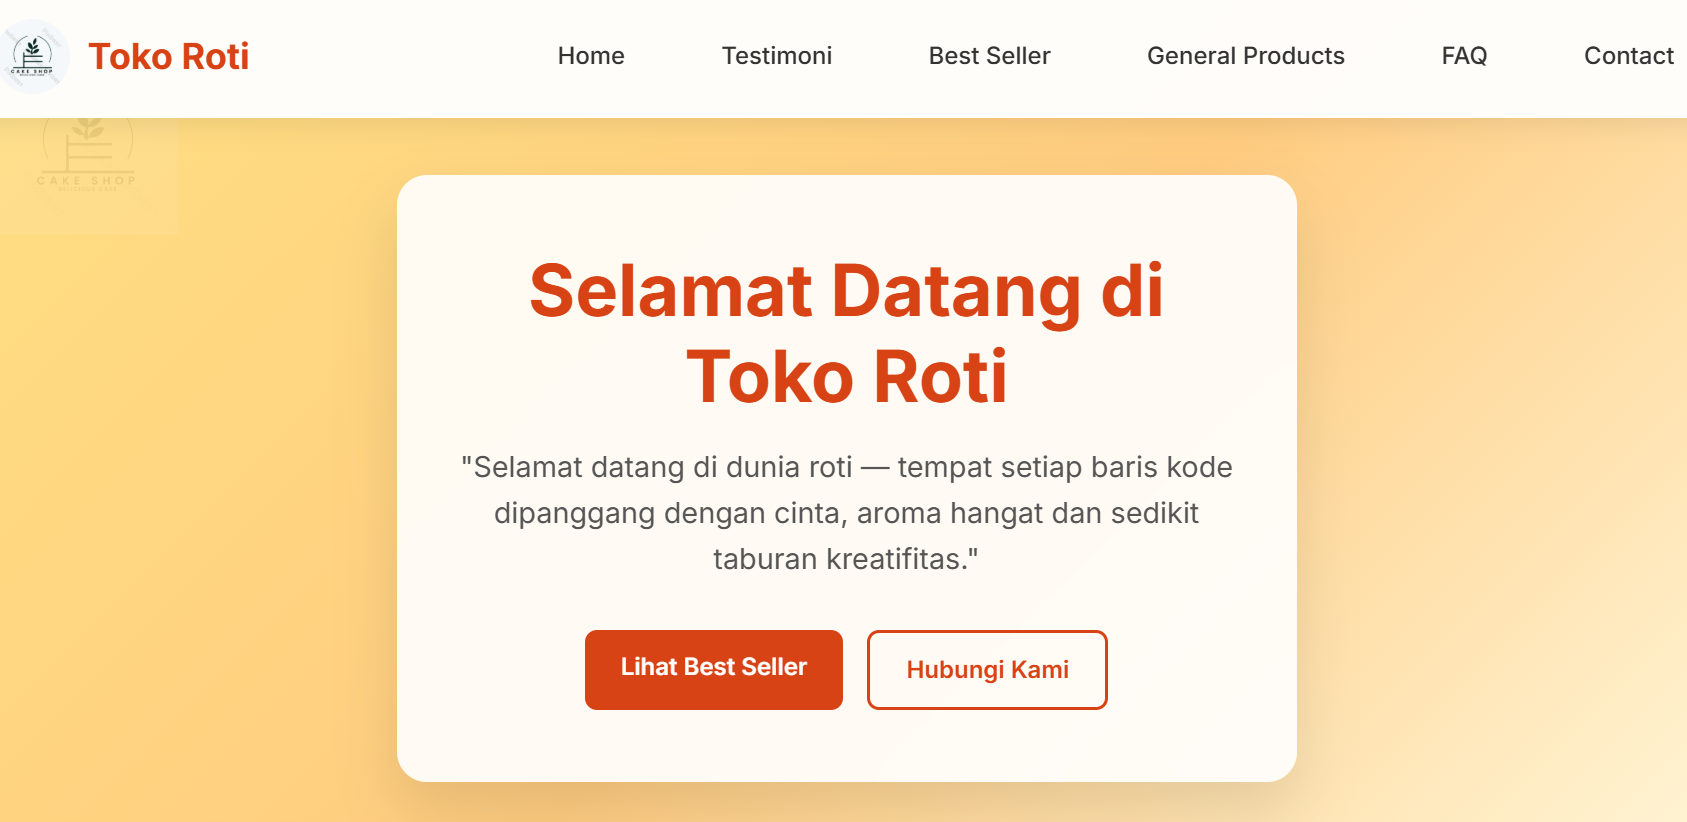 CAKE SHOP
Toko Roti
Home
Testimoni
Best Seller
General Products
FAQ
Contact
CAKE SHOP
DELICIOUS CAKE
Selamat Datang di
Toko Roti
"Selamat datang di dunia roti — tempat setiap baris kode
dipanggang dengan cinta, aroma hangat dan sedikit
taburan kreatifitas."
Lihat Best Seller
Hubungi Kami